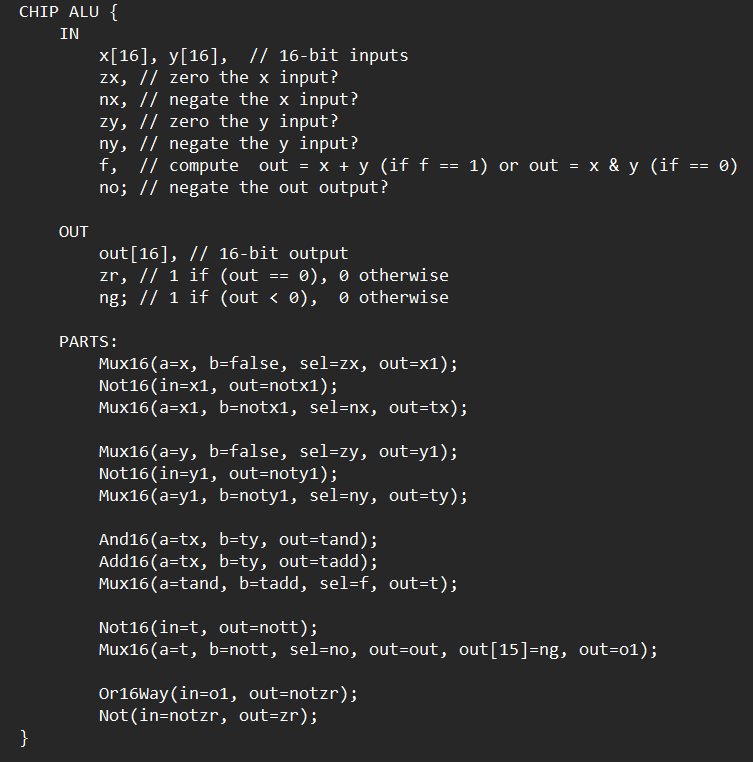 CHIP ALU {
IN
x[16], y[16],  // 16-bit inputs
zx, // zero the x input?
nx, // negate the x input?
zy, // zero the y input?
ny, // negate the y input?
f,  // compute  out = x + y (if f == 1) or out = x & y (if == 0)
no; // negate the out output?
OUT
out[16], // 16-bit output
zr, // 1 if (out == 0), 0 otherwise
ng; // 1 if (out < 0),  0 otherwise
PARTS:
Mux16(a=x, b=false, sel=zx, out=x1);
Not16(in=x1, out=notx1);
Mux16(a=x1, b=notx1, sel=nx, out=tx);
Mux16(a=y, b=false, sel=zy, out=y1);
Not16(in=y1, out=noty1);
Mux16(a=y1, b=noty1, sel=ny, out=ty);
And16(a=tx, b=ty, out=tand);
Add16(a=tx, b=ty, out=tadd);
Mux16(a=tand, b=tadd, sel=f, out=t);
Not16(in=t, out=nott);
Mux16(a=t, b=nott, sel=no, out=out, out[15]=ng, out=o1);
Or16Way(in=o1, out=notzr);
Not(in=notzr, out=zr);
}